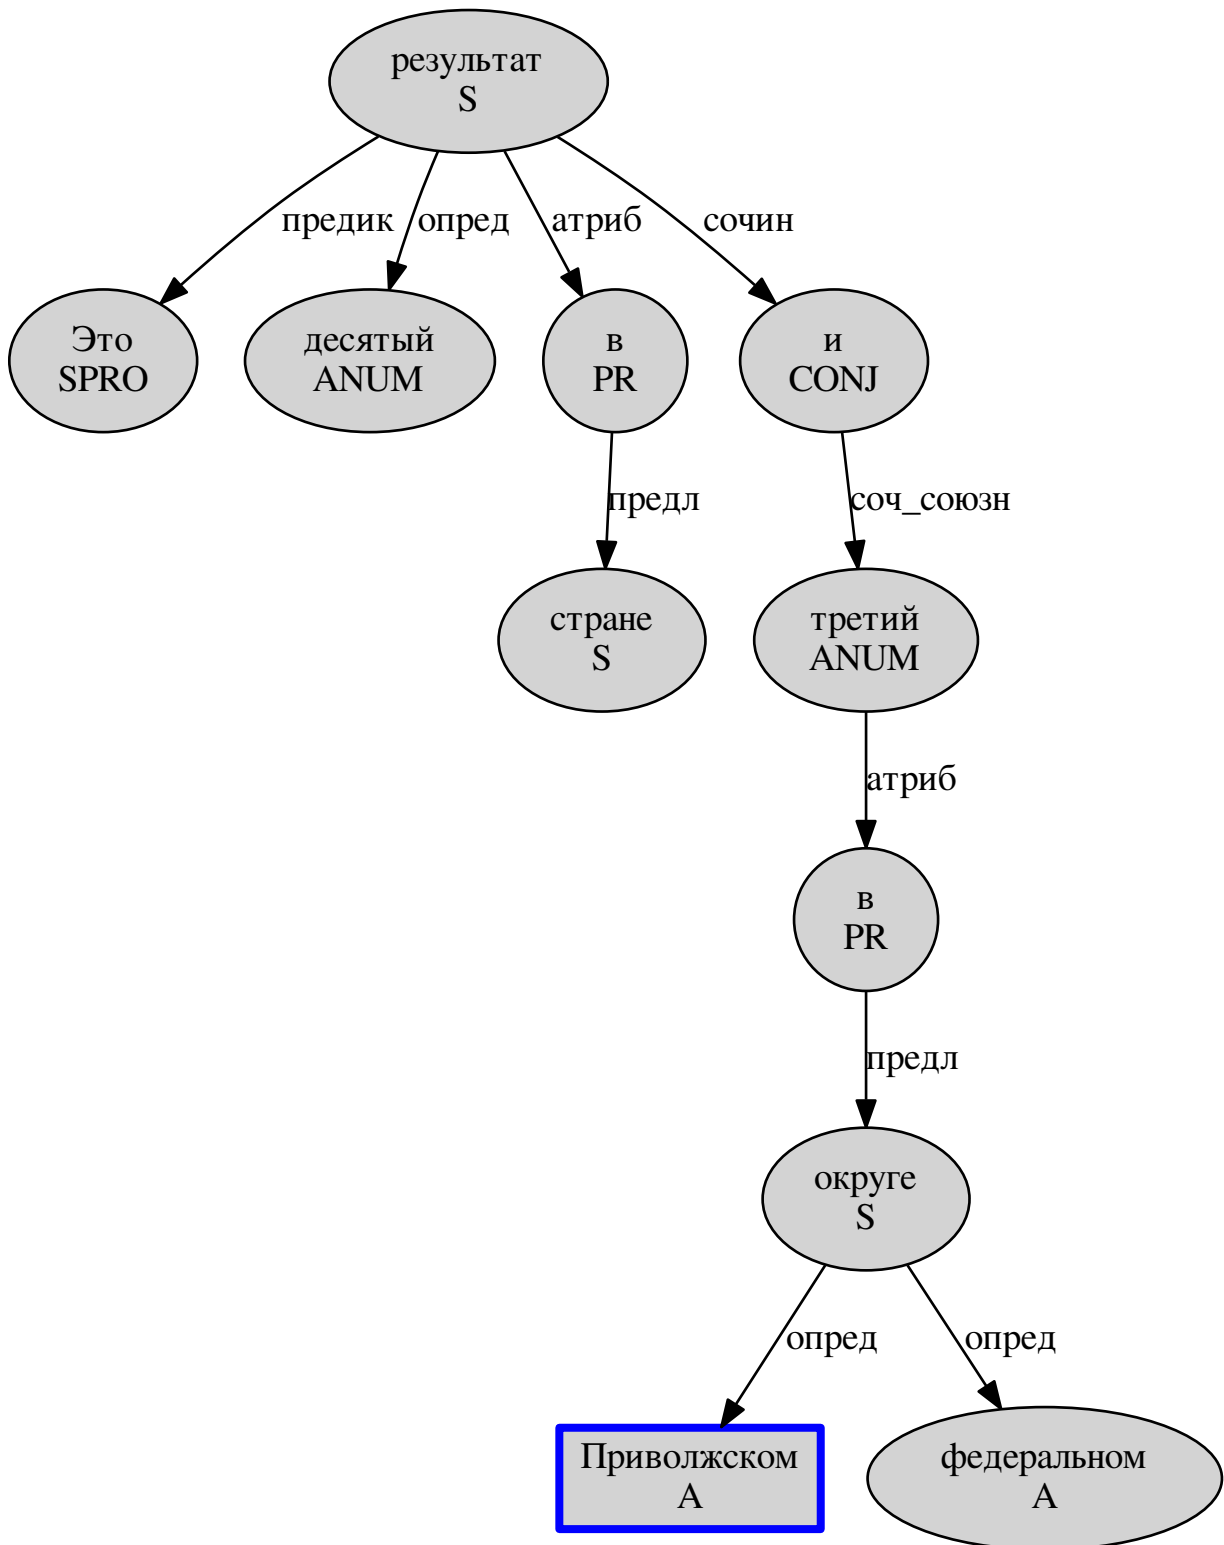 результат
S
предик
опред
атриб
сочин
Это
SPRO
десятый
ANUM
в
PR
и
CONJ
предл
соч_союзн
стране
S
третий
ANUM
атриб
в
PR
предл
округе
S
опред
опред
Приволжском
A
федеральном
A